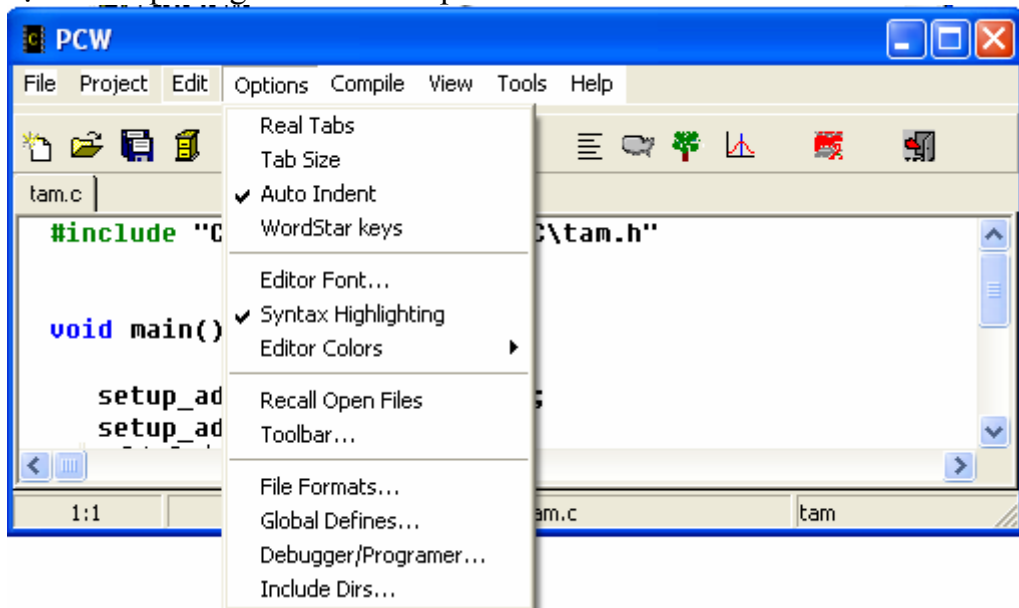 PCW
File Project Edit Options Compile View Tools Help
Real Tabs
Tab Size
tam.c
Auto Indent
#include "C \tam.h"
WordStar keys
Editor Font...
void main()
Syntax Highlighting
Editor Colors
setup_ad ;
Recall Open Files
setup_ad
Toolbar...
File Formats...
1:1 am.c tam
Global Defines...
Debugger/Programer...
Include Dirs...